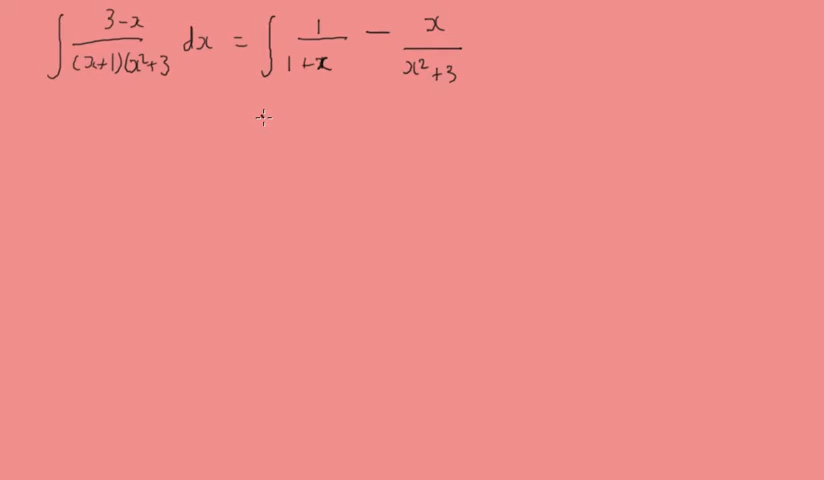 ∫ (3-x)/((x+1)(x²+3) dx = ∫ 1/(1+x) - x/(x²+3)